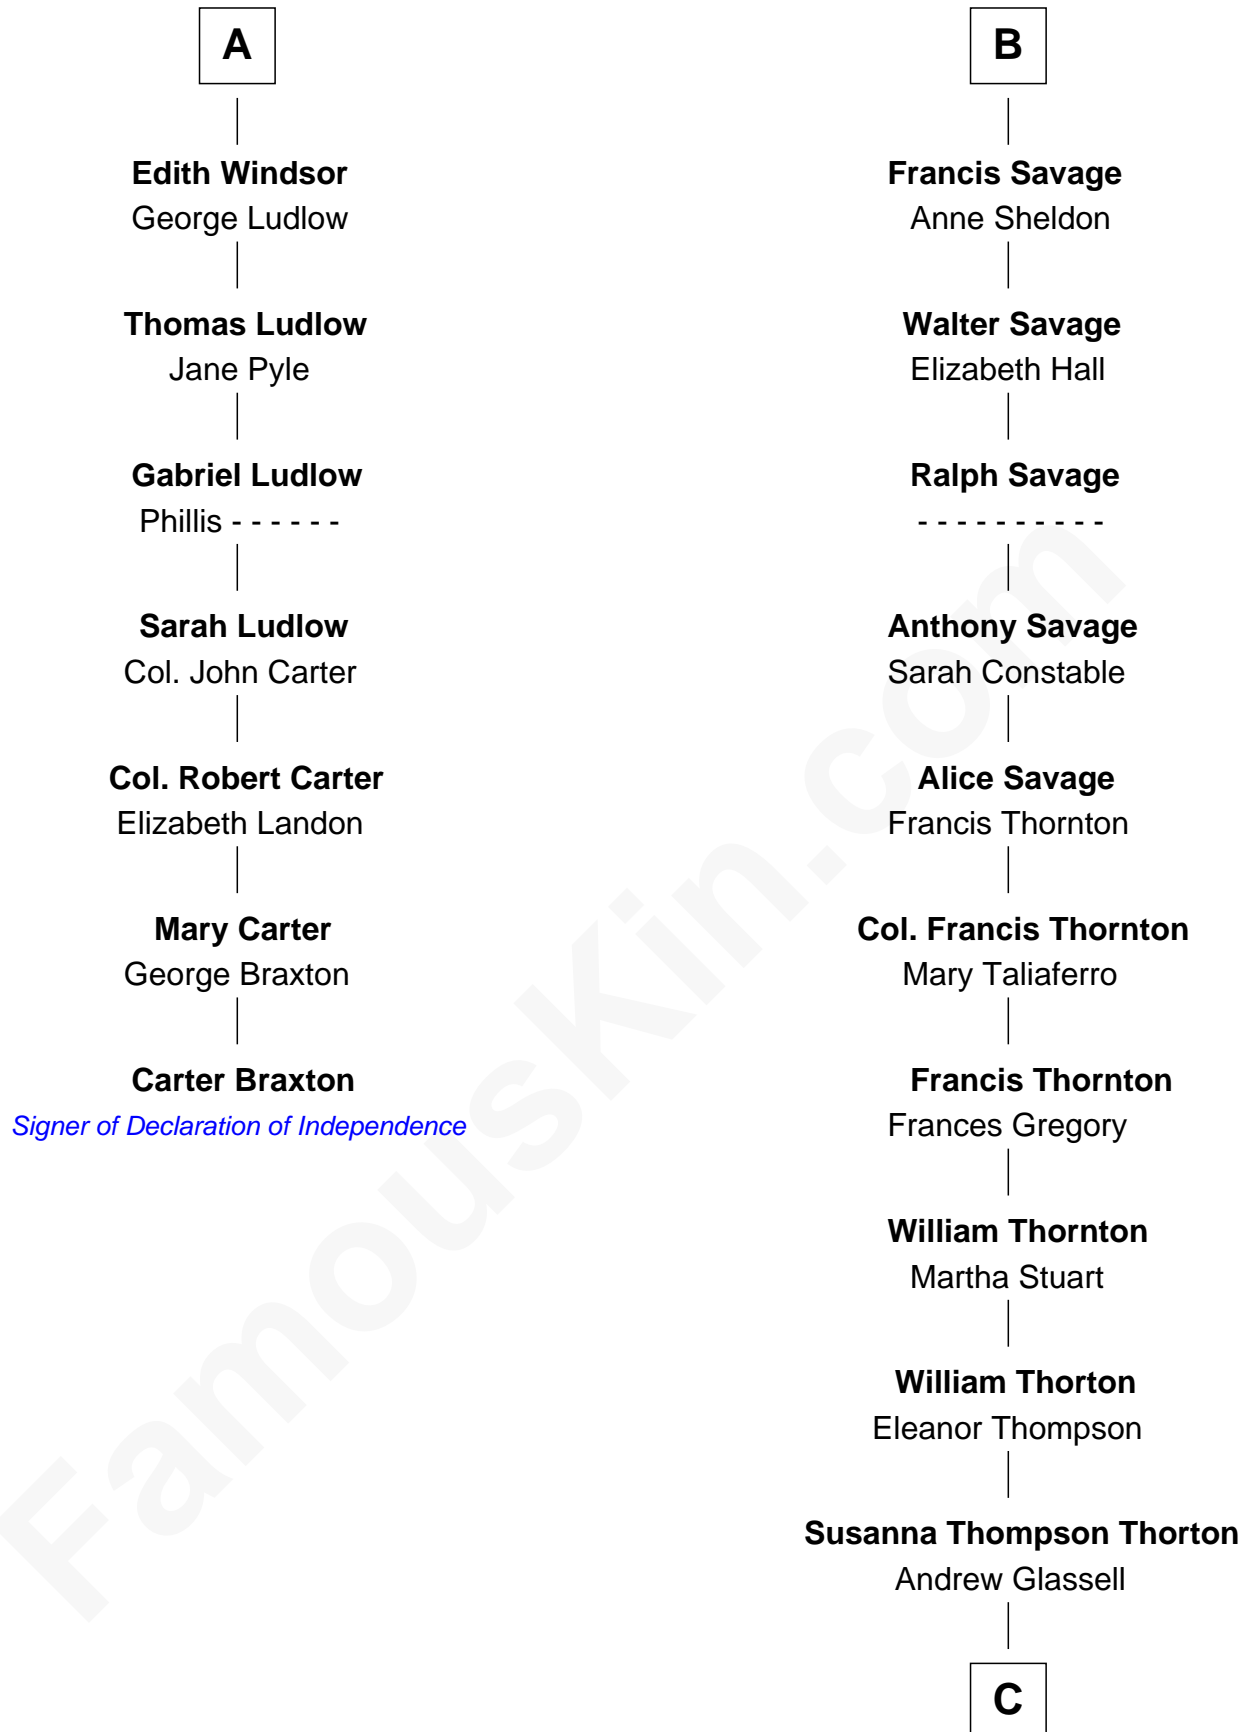 A
Edith Windsor
George Ludlow
Thomas Ludlow
Jane Pyle
Gabriel Ludlow
Phillis - - - - - -
Sarah Ludlow
Col. John Carter
Col. Robert Carter
Elizabeth Landon
Mary Carter
George Braxton
Carter Braxton
Signer of Declaration of Independence
B
Francis Savage
Anne Sheldon
Walter Savage
Elizabeth Hall
Ralph Savage
- - - - - - - - - -
Anthony Savage
Sarah Constable
Alice Savage
Francis Thornton
Col. Francis Thornton
Mary Taliaferro
Francis Thornton
Frances Gregory
William Thornton
Martha Stuart
William Thorton
Eleanor Thompson
Susanna Thompson Thorton
Andrew Glassell
C
FamousKin.com